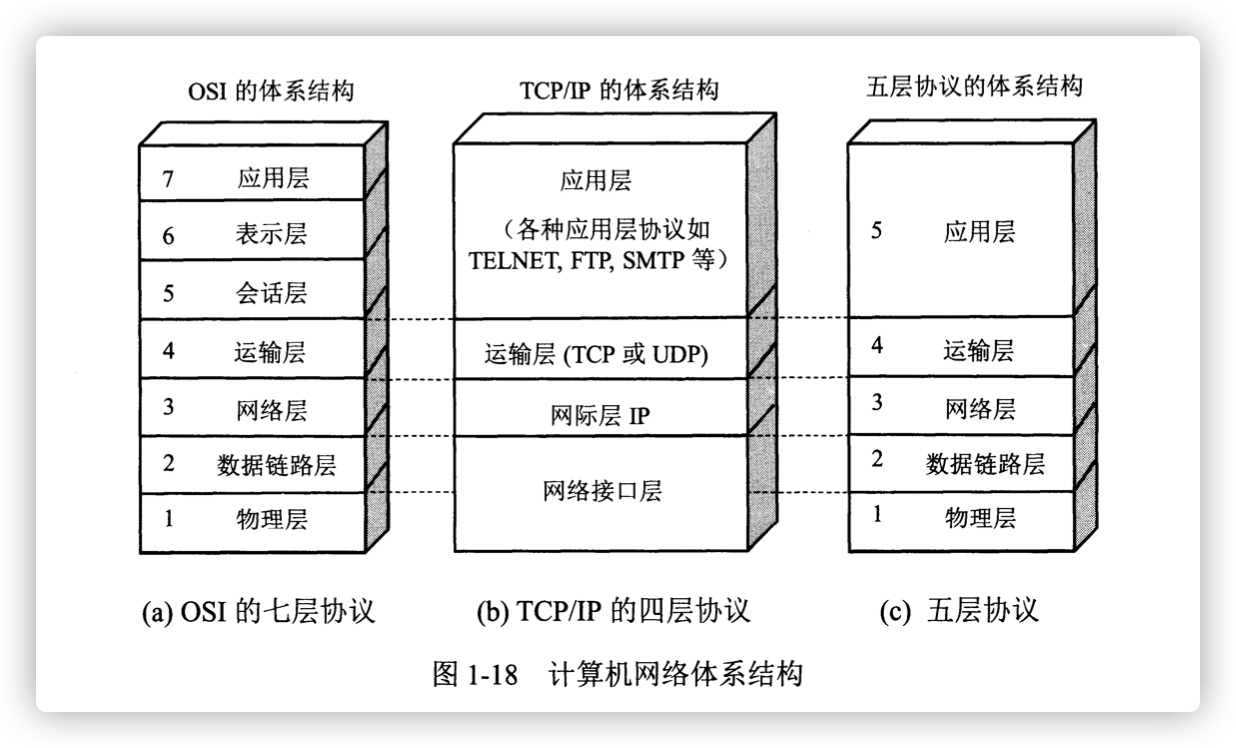 OSI 的体系结构
7 应用层
6 表示层
5 会话层
4 运输层
3 网络层
2 数据链路层
1 物理层
(a) OSI 的七层协议
TCP/IP 的体系结构
应用层
（各种应用层协议如
TELNET, FTP, SMTP 等）
运输层 (TCP 或 UDP)
网际层 IP
网络接口层
(b) TCP/IP 的四层协议
五层协议的体系结构
5 应用层
4 运输层
3 网络层
2 数据链路层
1 物理层
(c) 五层协议
图 1-18 计算机网络体系结构